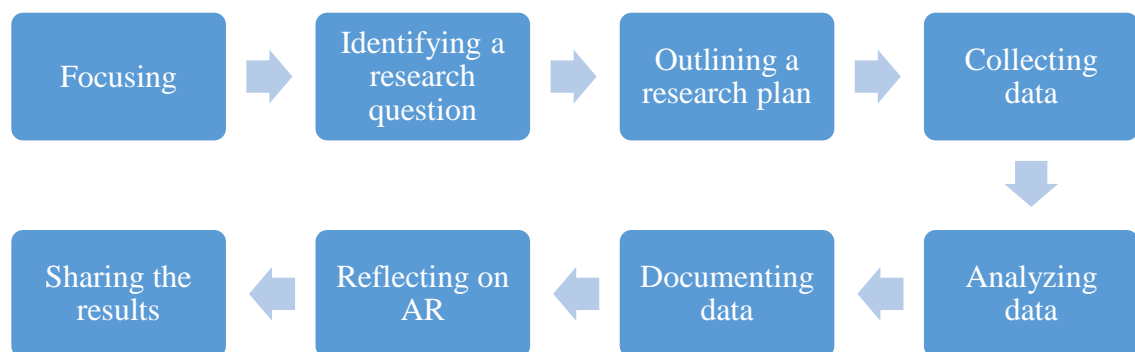 Focusing
Identifying a
research
question
Outlining a
research plan
Collecting
data
Analyzing
data
Documenting
data
Reflecting on
AR
Sharing the
results